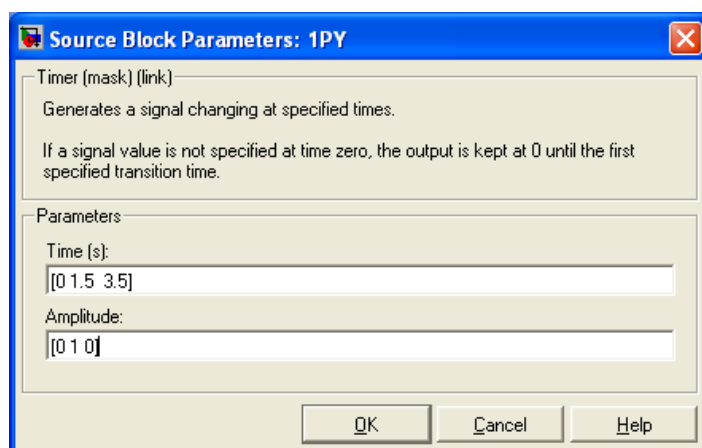 Source Block Parameters: 1PY
Timer (mask) (link)
Generates a signal changing at specified times.
If a signal value is not specified at time zero, the output is kept at 0 until the first
specified transition time.
Parameters
Time (s):
[0 1.5  3.5]
Amplitude:
[0 1 0]
OK
Cancel
Help